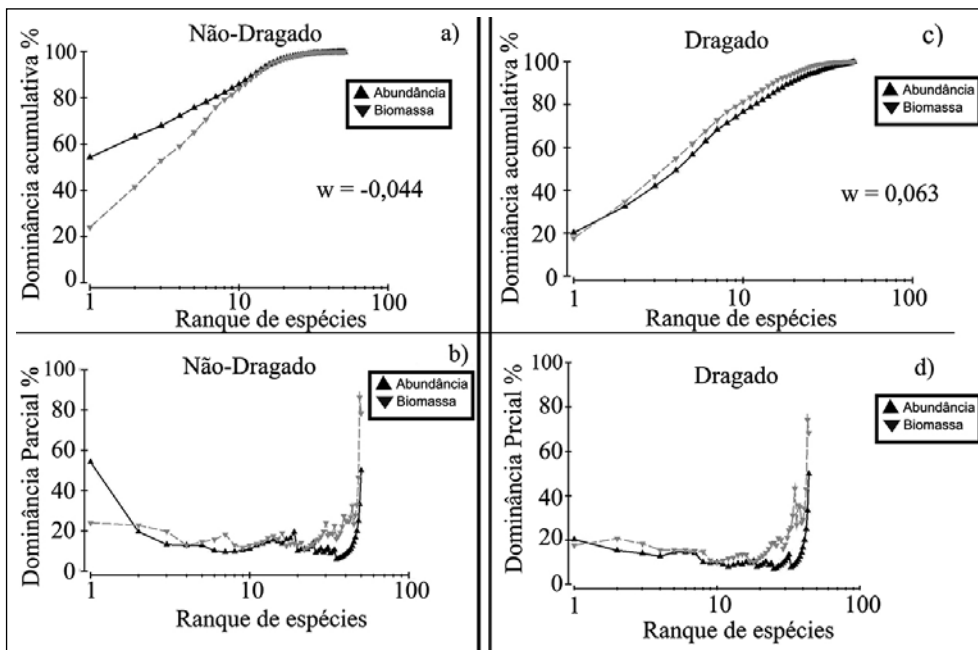 Não-Dragado
a)
Dominância acumulativa %
100
80
60
40
20
0
Abundância
Biomassa
w = -0,044
1
10
100
Ranque de espécies
Dragado
c)
Dominância acumulativa %
100
80
60
40
20
0
Abundância
Biomassa
w = 0,063
1
10
100
Ranque de espécies
Não-Dragado
b)
Dominância Parcial %
100
80
60
40
20
0
Abundância
Biomassa
1
10
100
Ranque de espécies
Dragado
d)
Dominância Prcial %
100
80
60
40
20
0
Abundância
Biomassa
1
10
100
Ranque de espécies